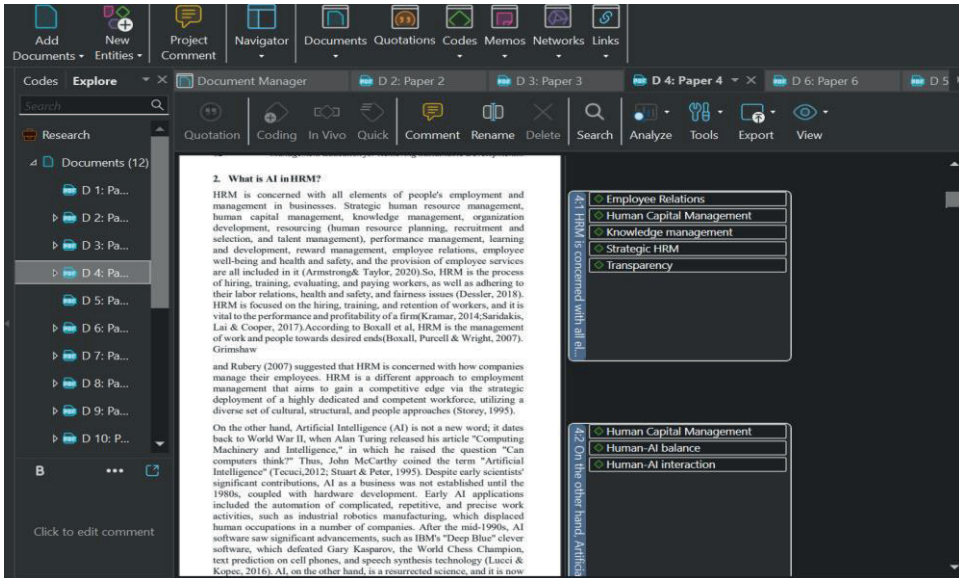 Add
Documents
New
Entities
Project
Comment
Navigator
Documents
Quotations
Codes
Memos
Networks
Links
Codes
Explore
Document Manager
D 2: Paper 2
D 3: Paper 3
D 4: Paper 4
D 6: Paper 6
D 5
Search
Quotation
Coding
In Vivo
Quick
Comment
Rename
Delete
Search
Analyze
Tools
Export
View
Research
Documents (12)
D 1: Pa...
D 2: Pa...
D 3: Pa...
D 4: Pa...
D 5: Pa...
D 6: Pa...
D 7: Pa...
D 8: Pa...
D 9: Pa...
D 10: P...
B
Click to edit comment
2. What is AI in HRM?
HRM is concerned with all elements of people's employment and
management in businesses. Strategic human resource management,
human capital management, knowledge management, organization
development, resourcing (human resource planning, recruitment and
selection, and talent management), performance management, learning
and development, reward management, employee relations, employee
well-being and health and safety, and the provision of employee services
are all included in it (Armstrong& Taylor, 2020).So, HRM is the process
of hiring, training, evaluating, and paying workers, as well as adhering to
their labor relations, health and safety, and fairness issues (Dessler, 2018).
HRM is focused on the hiring, training, and retention of workers, and it is
vital to the performance and profitability of a firm(Kramar, 2014;Saridakis,
Lai & Cooper, 2017).According to Boxall et al, HRM is the management
of work and people towards desired ends(Boxall, Purcell & Wright, 2007).
Grimshaw
and Rubery (2007) suggested that HRM is concerned with how companies
manage their employees. HRM is a different approach to employment
management that aims to gain a competitive edge via the strategic
deployment of a highly dedicated and competent workforce, utilizing a
diverse set of cultural, structural, and people approaches (Storey, 1995).
On the other hand, Artificial Intelligence (AI) is not a new word; it dates
back to World War II, when Alan Turing released his article "Computing
Machinery and Intelligence," in which he raised the question "Can
computers think?" Thus, John McCarthy coined the term "Artificial
Intelligence" (Tecuci,2012; Stuart & Peter, 1995). Despite early scientists'
significant contributions, AI as a business was not established until the
1980s, coupled with hardware development. Early AI applications
included the automation of complicated, repetitive, and precise work
activities, such as industrial robotics manufacturing, which displaced
human occupations in a number of companies. After the mid-1990s, AI
software saw significant advancements, such as IBM's "Deep Blue" clever
software, which defeated Gary Kasparov, the World Chess Champion,
text prediction on cell phones, and speech synthesis technology (Lucci &
Kopec, 2016). AI, on the other hand, is a resurrected science, and it is now
4:1 HRM is concerned with all el...
Employee Relations
Human Capital Management
Knowledge management
Strategic HRM
Transparency
4:2 On the other hand, Artificia
Human Capital Management
Human-AI balance
Human-AI interaction